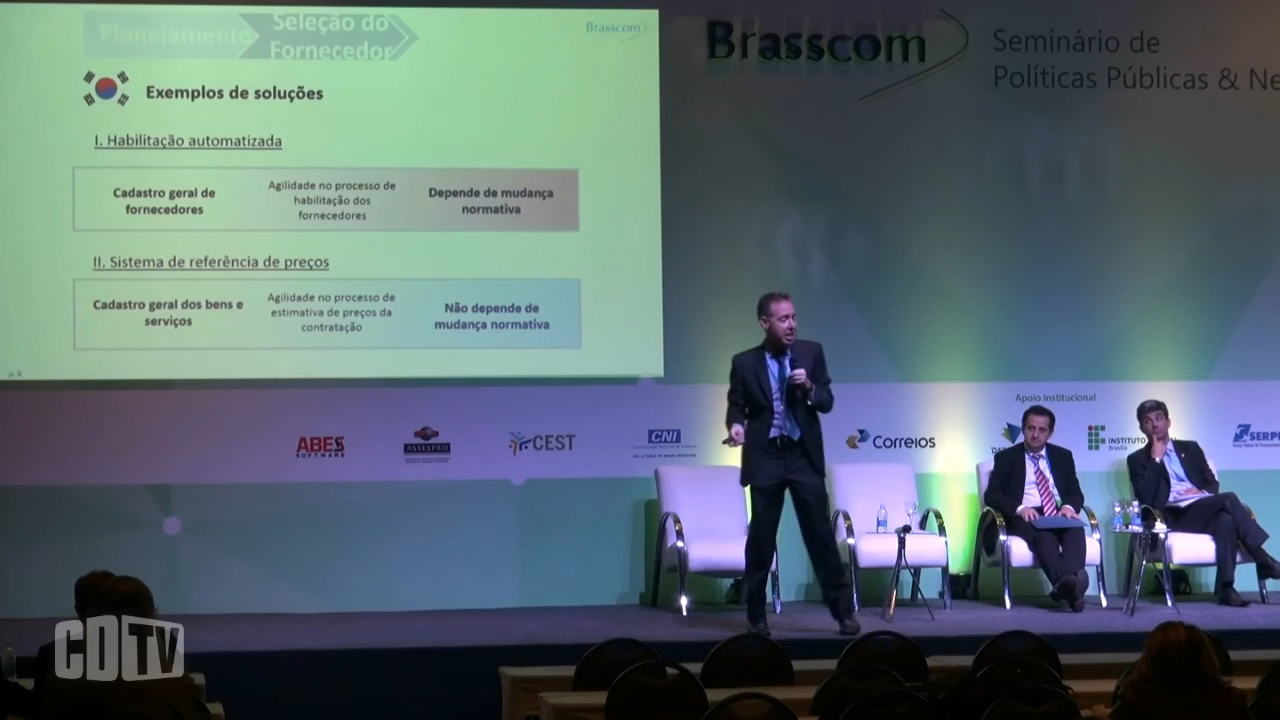 Planejamento
Seleção do
Fornecedor
Brasscom
Exemplos de soluções
I. Habilitação automatizada
Cadastro geral de
fornecedores
Agilidade no processo de
habilitação dos
fornecedores
Depende de mudança
normativa
II. Sistema de referência de preços
Cadastro geral dos bens e
serviços
Agilidade no processo de
estimativa de preços da
contratação
Não depende de
mudança normativa
p. 8
Brasscom
Seminário de
Políticas Públicas & Ne
Apoio Institucional
ABES
SOFTWARE
ASSESPRO
CEST
CNI
Correios
INSTITUTO
Brasília
SERP
CDTV